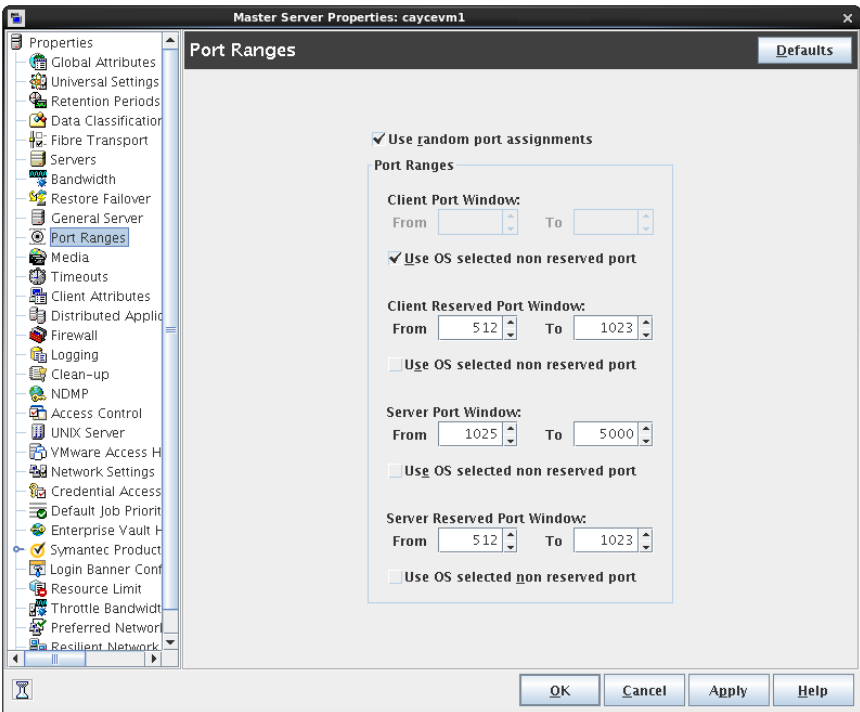 Master Server Properties: caycevm1
Properties
Global Attributes
Universal Settings
Retention Periods
Data Classification
Fibre Transport
Servers
Bandwidth
Restore Failover
General Server
Port Ranges
Media
Timeouts
Client Attributes
Distributed Applic
Firewall
Logging
Clean-up
NDMP
Access Control
UNIX Server
VMware Access H
Network Settings
Credential Access
Default Job Priorit
Enterprise Vault H
Symantec Product
Login Banner Conf
Resource Limit
Throttle Bandwidt
Preferred Networl
Resilient Network
Port Ranges
Defaults
Use random port assignments
Port Ranges
Client Port Window:
From To
Use OS selected non reserved port
Client Reserved Port Window:
From 512 To 1023
Use OS selected non reserved port
Server Port Window:
From 1025 To 5000
Use OS selected non reserved port
Server Reserved Port Window:
From 512 To 1023
Use OS selected non reserved port
OK Cancel Apply Help